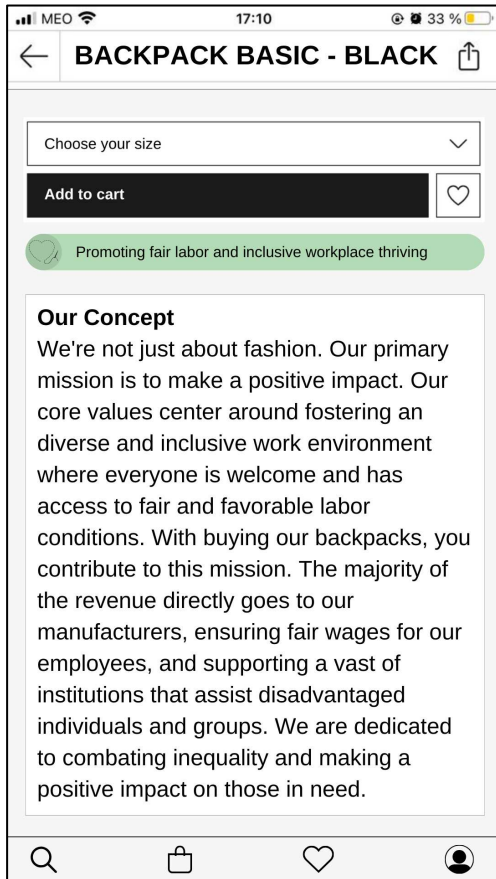 MEO 17:10 33 %
BACKPACK BASIC - BLACK
Choose your size
Add to cart
Promoting fair labor and inclusive workplace thriving
Our Concept
We're not just about fashion. Our primary
mission is to make a positive impact. Our
core values center around fostering an
diverse and inclusive work environment
where everyone is welcome and has
access to fair and favorable labor
conditions. With buying our backpacks, you
contribute to this mission. The majority of
the revenue directly goes to our
manufacturers, ensuring fair wages for our
employees, and supporting a vast of
institutions that assist disadvantaged
individuals and groups. We are dedicated
to combating inequality and making a
positive impact on those in need.